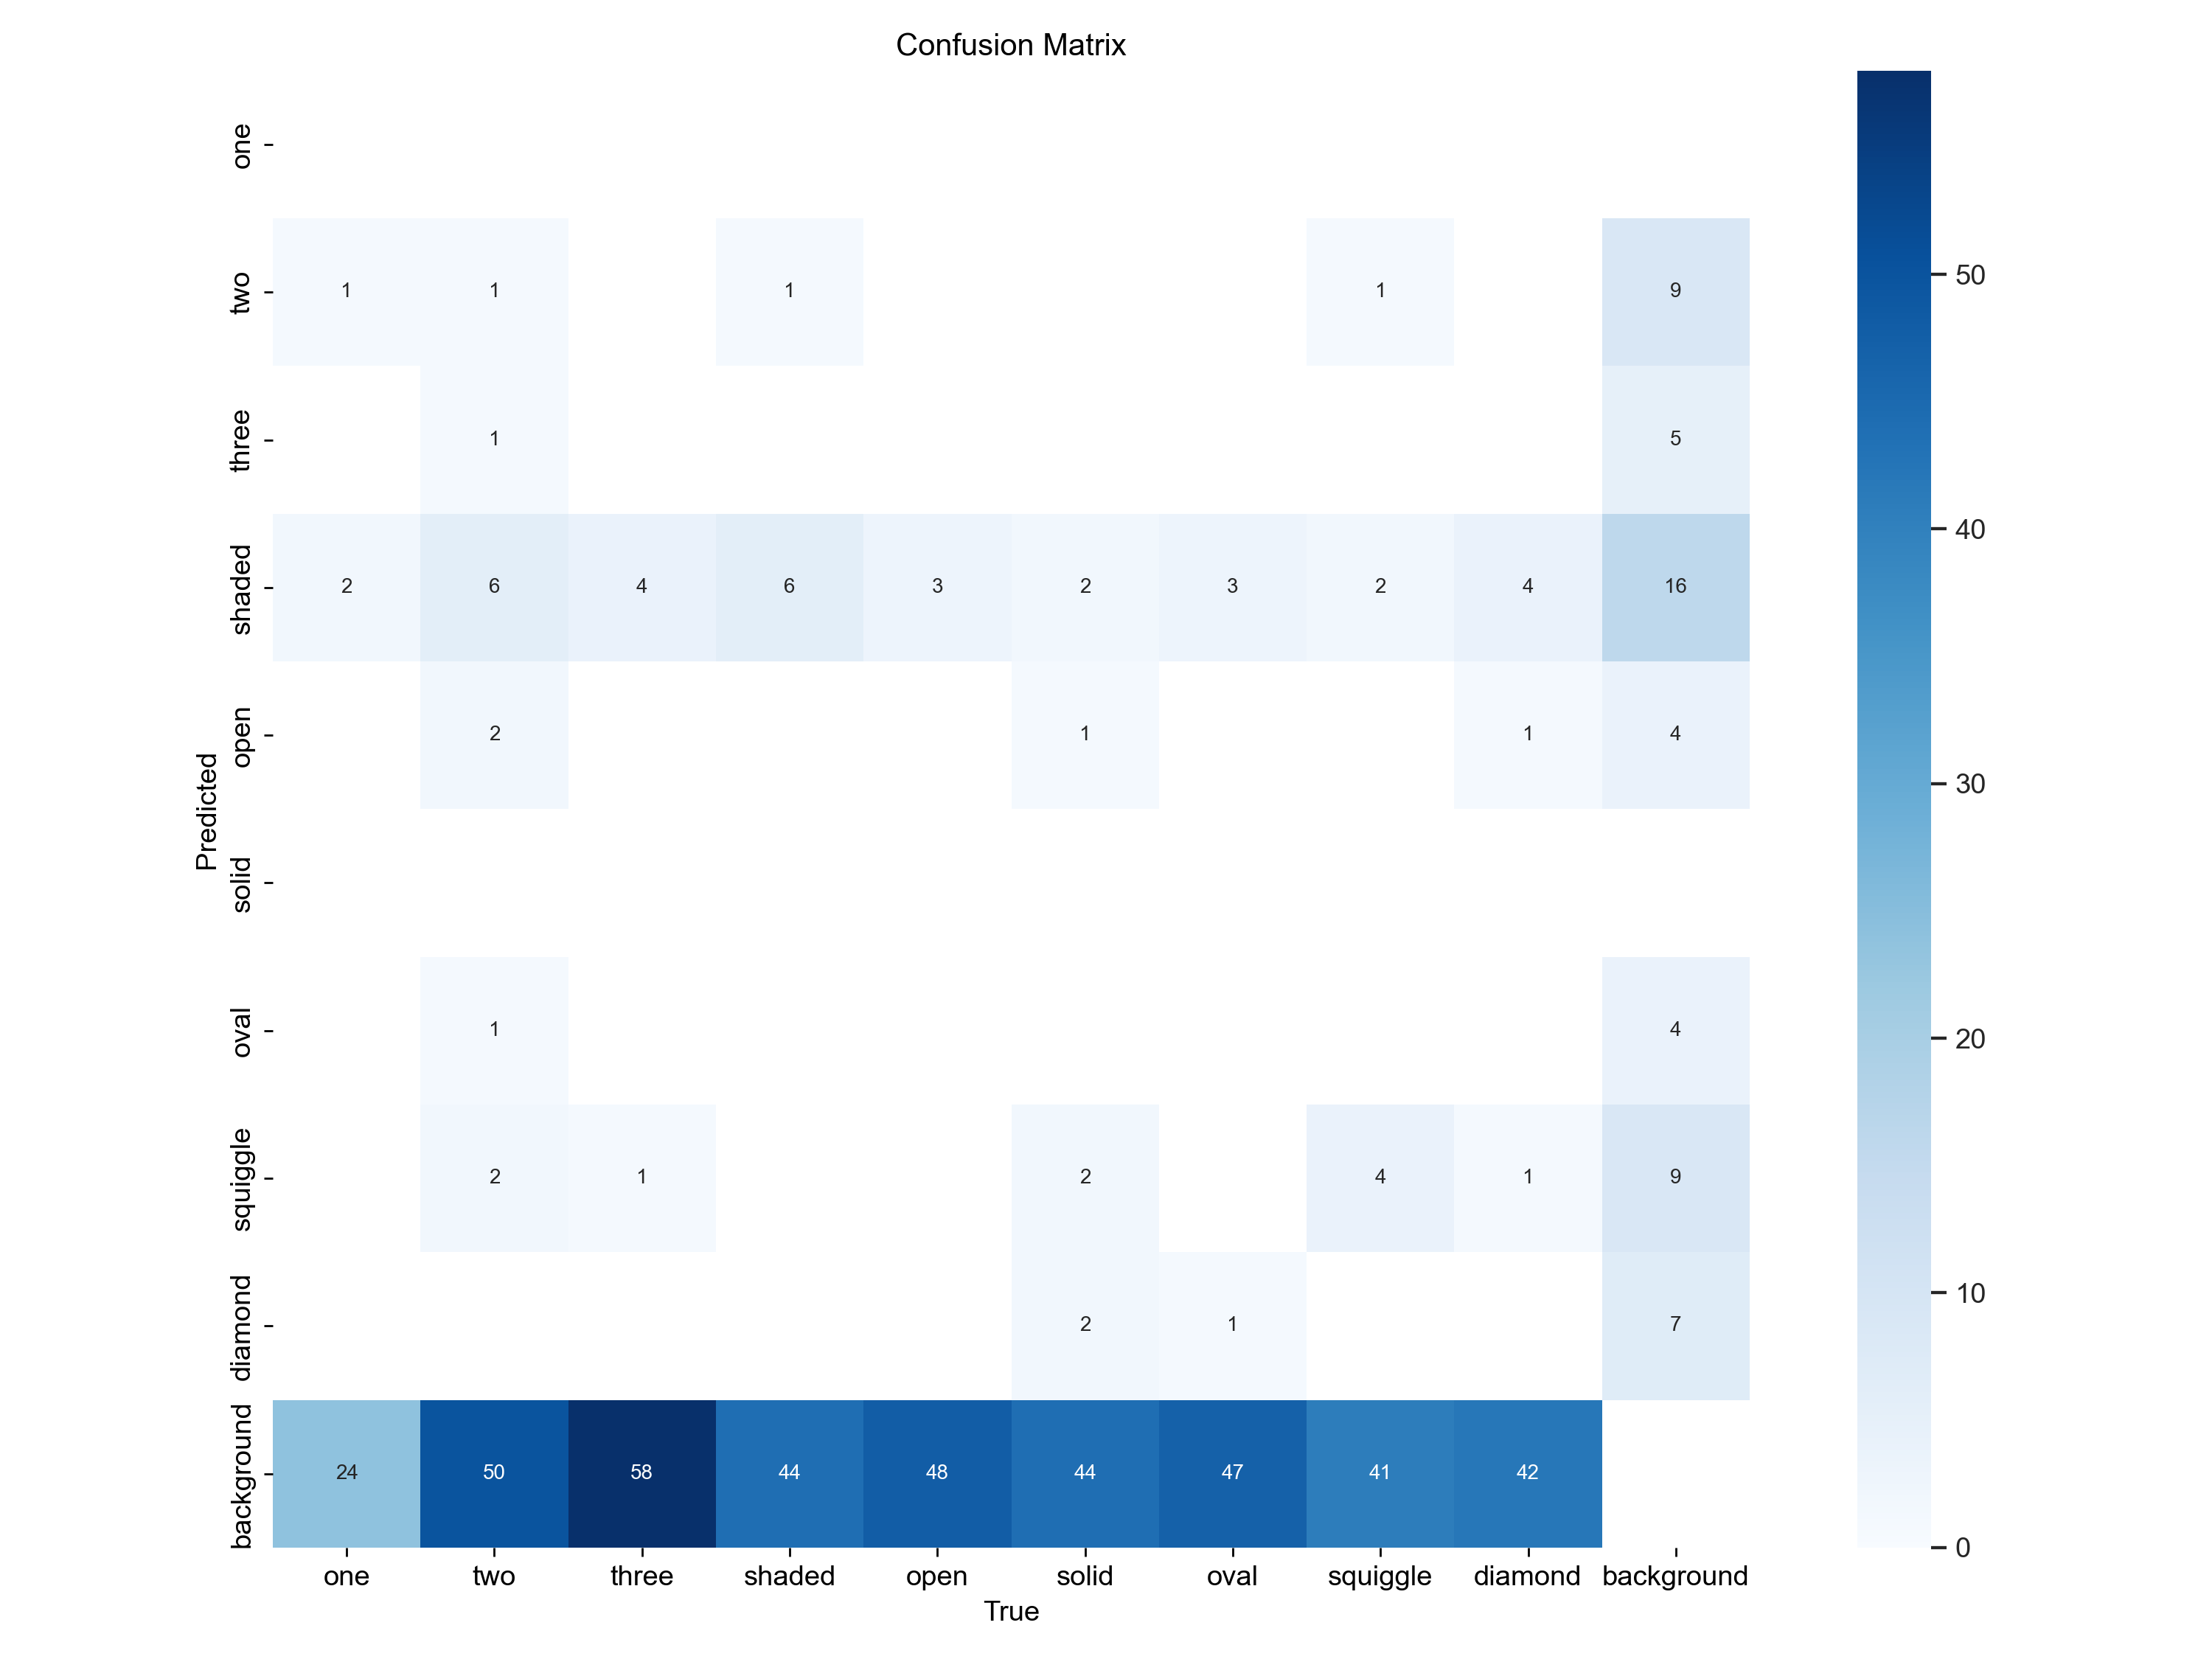 Confusion Matrix
one
two
1 1 1 1 9
three
1 5
shaded
2 6 4 6 3 2 3 2 4 16
open
2 1 1 4
solid
oval
1 4
squiggle
2 1 2 4 1 9
diamond
2 1 7
background
24 50 58 44 48 44 47 41 42
one two three shaded open solid oval squiggle diamond background
True
Predicted
50
40
30
20
10
0